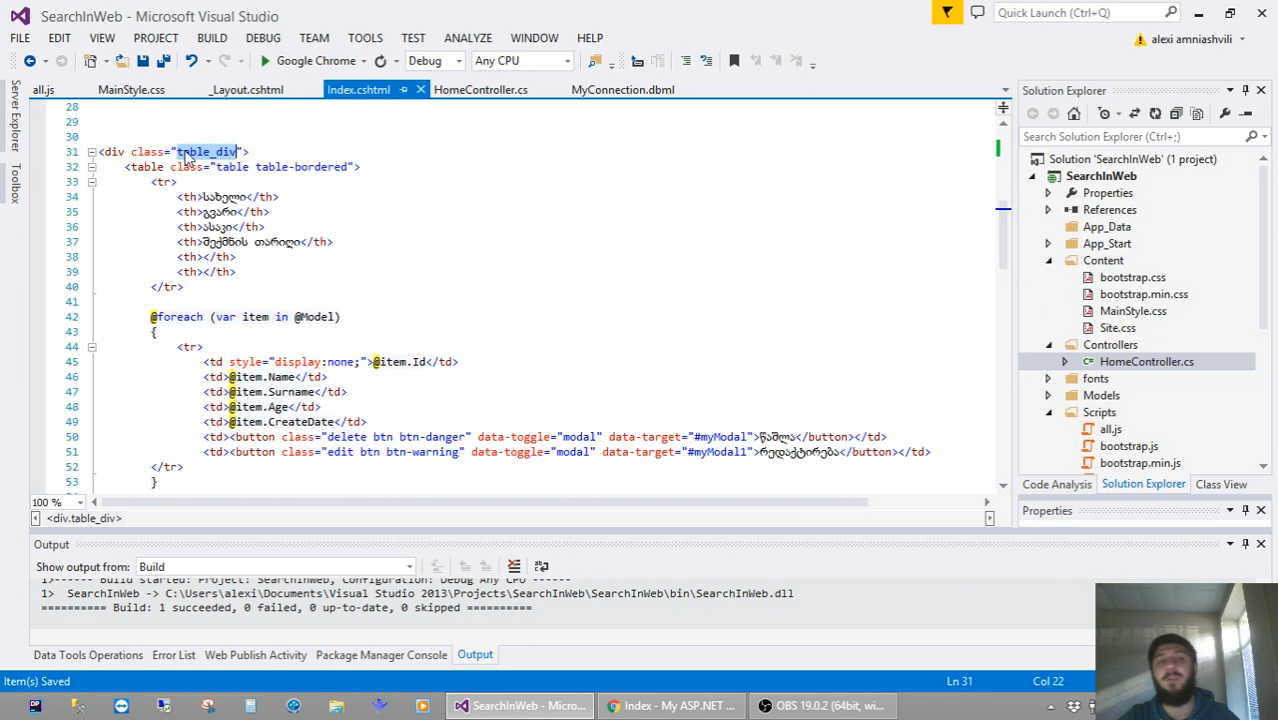 SearchInWeb - Microsoft Visual Studio
Quick Launch (Ctrl+Q)
FILE EDIT VIEW PROJECT BUILD DEBUG TEAM TOOLS TEST ANALYZE WINDOW HELP
alexi amniashvili
Google Chrome Debug Any CPU
Server Explorer
Toolbox
all.js MainStyle.css _Layout.cshtml Index.cshtml HomeController.cs MyConnection.dbml
28
29
30
31 <div class="table_div">
32 <table class="table table-bordered">
33 <tr>
34 <th>სახელი</th>
35 <th>გვარი</th>
36 <th>ასაკი</th>
37 <th>შექმნის თარიღი</th>
38 <th></th>
39 <th></th>
40 </tr>
41
42 @foreach (var item in @Model)
43 {
44 <tr>
45 <td style="display:none;">@item.Id</td>
46 <td>@item.Name</td>
47 <td>@item.Surname</td>
48 <td>@item.Age</td>
49 <td>@item.CreateDate</td>
50 <td><button class="delete btn btn-danger" data-toggle="modal" data-target="#myModal">წაშლა</button></td>
51 <td><button class="edit btn btn-warning" data-toggle="modal" data-target="#myModal1">რედაქტირება</button></td>
52 </tr>
53 }
100 %
<div.table_div>
Solution Explorer
Search Solution Explorer (Ctrl+;)
Solution 'SearchInWeb' (1 project)
SearchInWeb
Properties
References
App_Data
App_Start
Content
bootstrap.css
bootstrap.min.css
MainStyle.css
Site.css
Controllers
HomeController.cs
fonts
Models
Scripts
all.js
bootstrap.js
bootstrap.min.js
Code Analysis Solution Explorer Class View
Properties
Output
Show output from: Build
1>------ Build started: Project: SearchInWeb, Configuration: Debug Any CPU ------
1> SearchInWeb -> C:\Users\alexi\Documents\Visual Studio 2013\Projects\SearchInWeb\SearchInWeb\bin\SearchInWeb.dll
========== Build: 1 succeeded, 0 failed, 0 up-to-date, 0 skipped ==========
Data Tools Operations Error List Web Publish Activity Package Manager Console Output
Item(s) Saved Ln 31 Col 22
DP SearchInWeb - Micro... Index - My ASP.NET ... OBS 19.0.2 (64bit, wi...